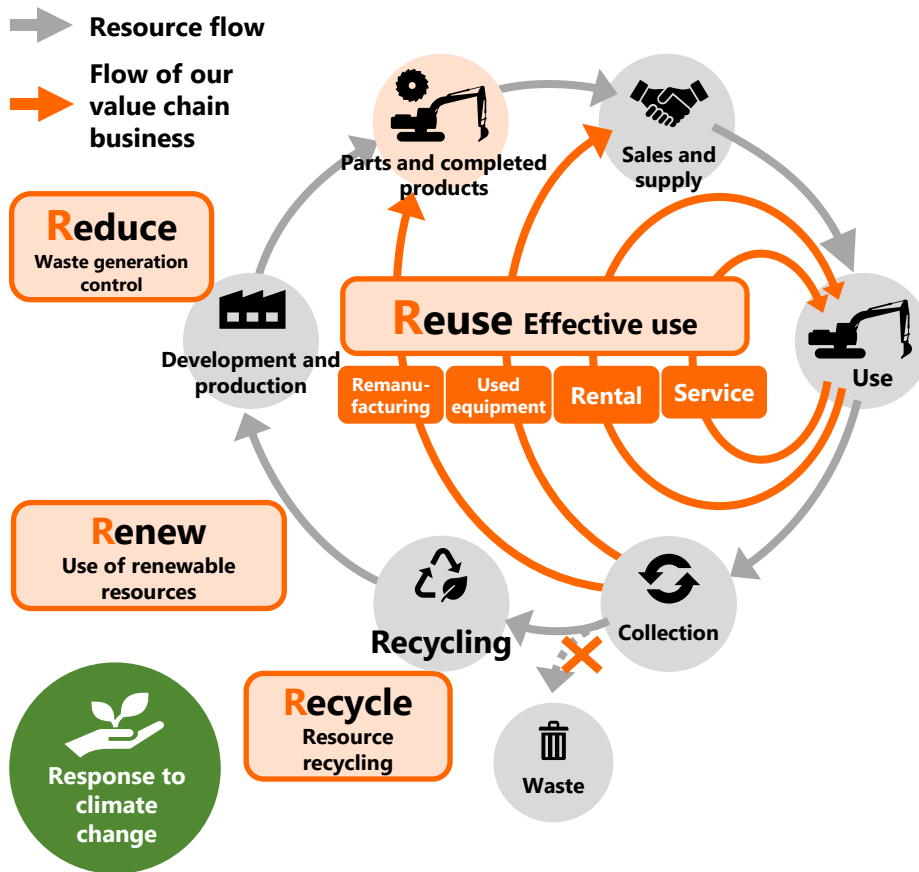 Resource flow
Flow of our
value chain
business
Parts and completed
products
Sales and
supply
Reduce
Waste generation
control
Development and
production
Reuse Effective use
Remanu-
facturing
Used
equipment
Rental
Service
Use
Renew
Use of renewable
resources
Recycling
Collection
Recycle
Resource
recycling
Waste
Response to
climate
change